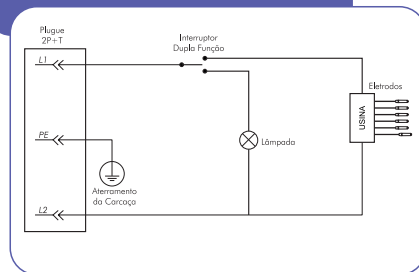 Plugue
2P+T
L1
PE
L2
Aterramento
da Carcaça
Interruptor
Dupla Função
Lâmpada
Eletrodos
USINA